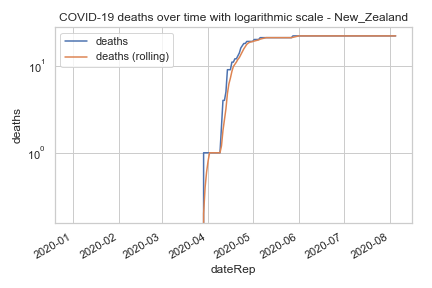 COVID-19 deaths over time with logarithmic scale - New_Zealand
deaths
deaths (rolling)
10^1
10^0
deaths
2020-01
2020-02
2020-03
2020-04
2020-05
2020-06
2020-07
2020-08
dateRep